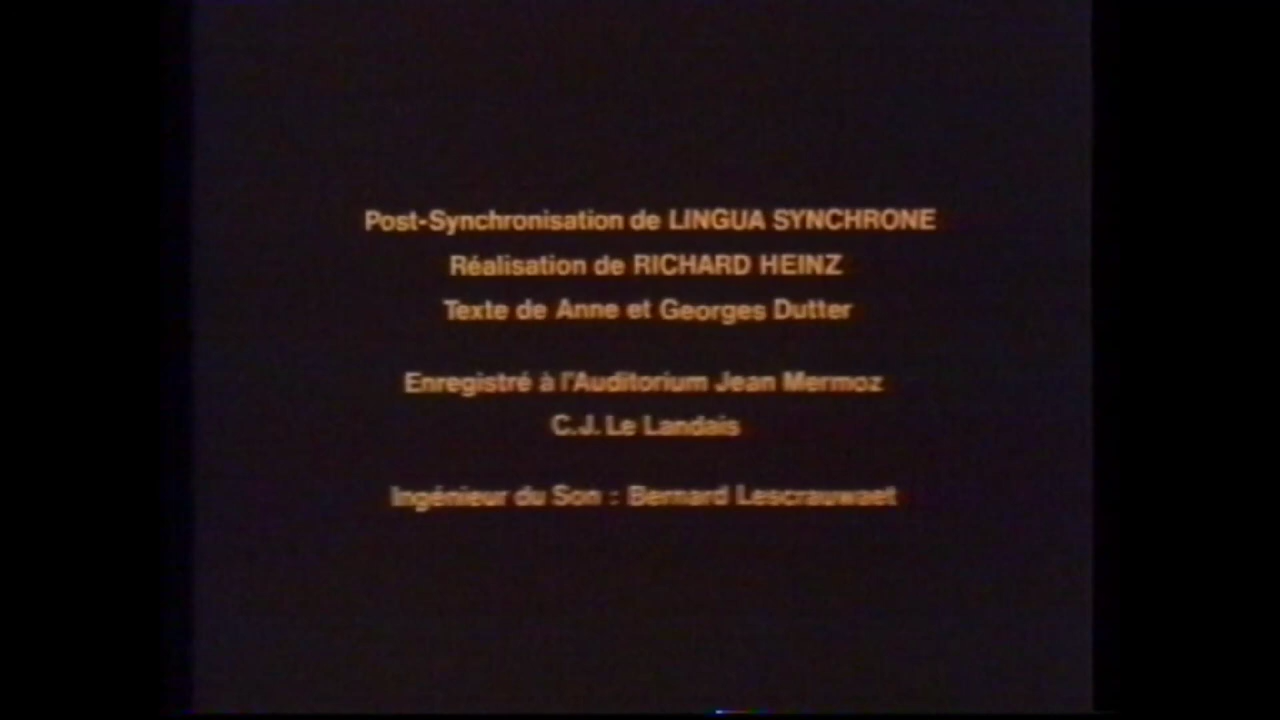 Post-Synchronisation de LINGUA SYNCHRONE
Réalisation de RICHARD HEINZ
Texte de Anne et Georges Dutter
Enregistré à l'Auditorium Jean Mermoz
C.J. Le Landais
Ingénieur du Son : Bernard Lescrauwaet